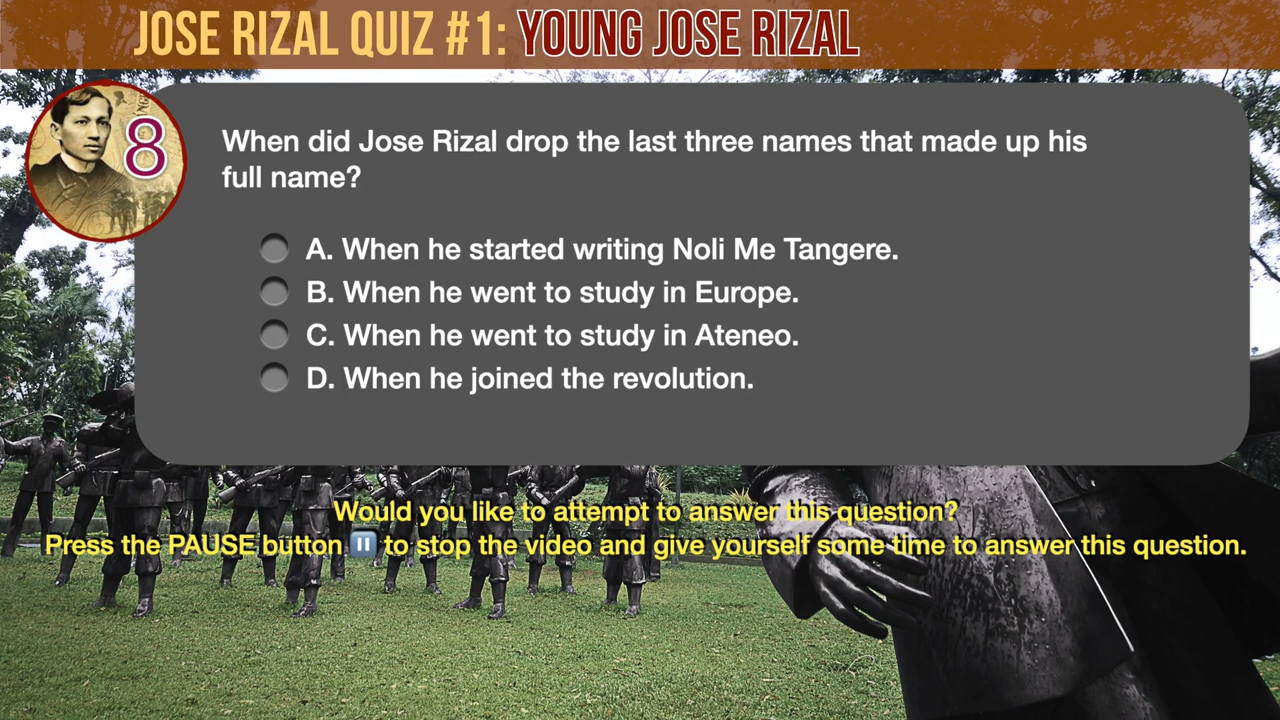 JOSE RIZAL QUIZ #1: YOUNG JOSE RIZAL
8
When did Jose Rizal drop the last three names that made up his
full name?
A. When he started writing Noli Me Tangere.
B. When he went to study in Europe.
C. When he went to study in Ateneo.
D. When he joined the revolution.
Would you like to attempt to answer this question?
Press the PAUSE button ⏸️ to stop the video and give yourself some time to answer this question.